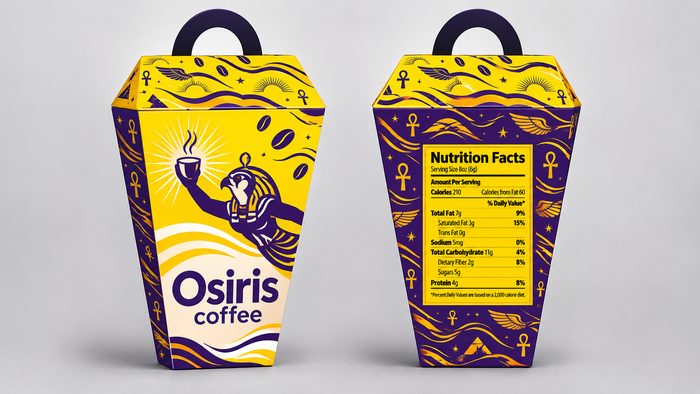 Osiris
coffee
Nutrition Facts
Serving Size 8oz (6g)
Amount Per Serving
Calories 210 Calories from Fat 60
% Daily Value*
Total Fat 7g 9%
Saturated Fat 3g 15%
Trans Fat 0g
Sodium 5mg 0%
Total Carbohydrate 11g 4%
Dietary Fiber 2g 8%
Sugars 5g
Protein 4g 8%
*Percent Daily Values are based on a 2,000 calorie diet.